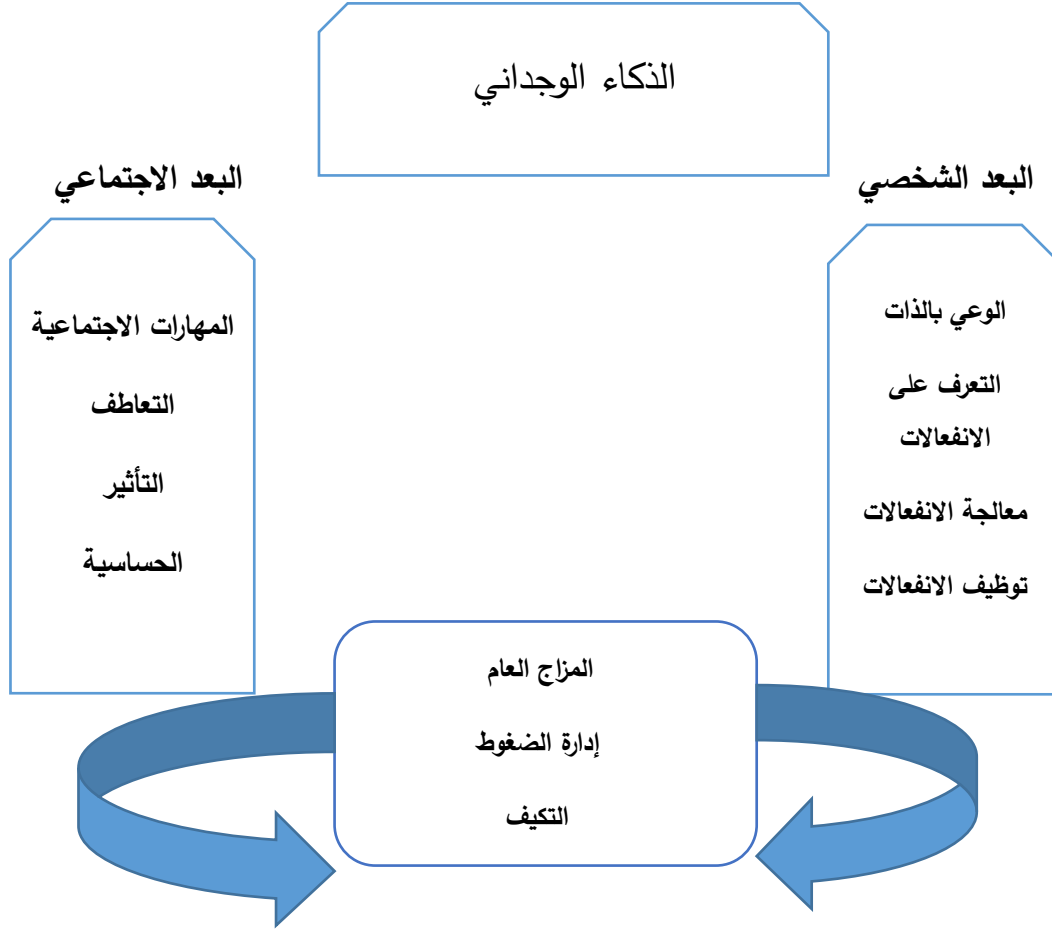 الذكاء الوجداني
البعد الشخصي
الوعي بالذات
التعرف على
الانفعالات
معالجة الانفعالات
توظيف الانفعالات
البعد الاجتماعي
المهارات الاجتماعية
التعاطف
التأثير
الحساسية
المزاج العام
إدارة الضغوط
التكيف